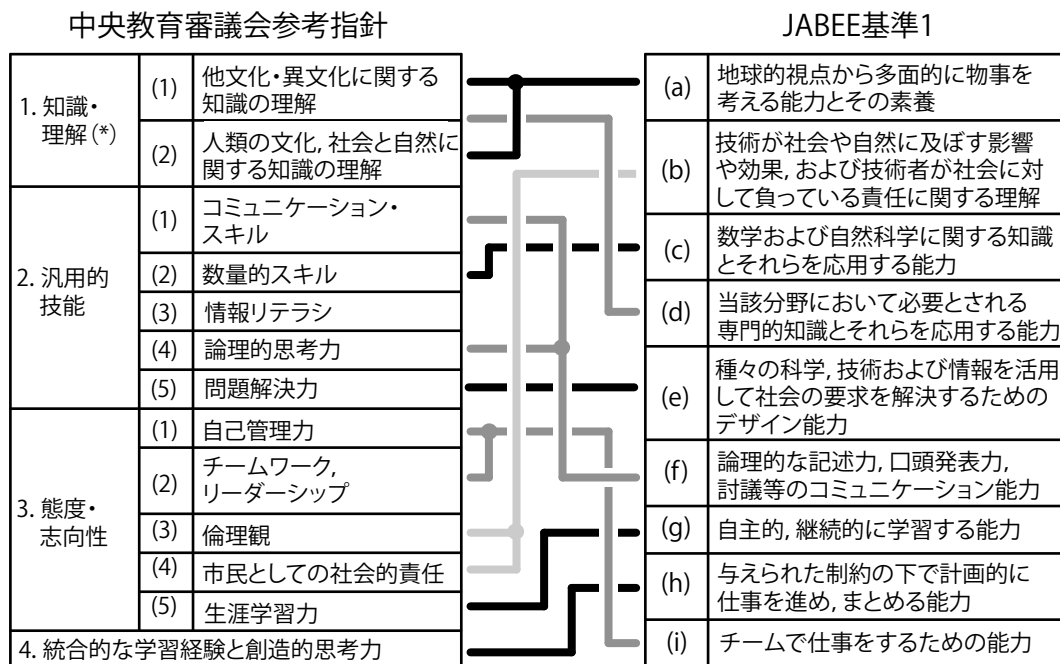 中央教育審議会参考指針
1. 知識・
理解(*)
(1)
他文化・異文化に関する
知識の理解
(2)
人類の文化, 社会と自然に
関する知識の理解
2. 汎用的
技能
(1)
コミュニケーション・
スキル
(2)
数量的スキル
(3)
情報リテラシ
(4)
論理的思考力
(5)
問題解決力
3. 態度・
志向性
(1)
自己管理力
(2)
チームワーク,
リーダーシップ
(3)
倫理観
(4)
市民としての社会的責任
(5)
生涯学習力
4. 統合的な学習経験と創造的思考力
JABEE基準1
(a)
地球的視点から多面的に物事を
考える能力とその素養
(b)
技術が社会や自然に及ぼす影響
や効果, および技術者が社会に対
して負っている責任に関する理解
(c)
数学および自然科学に関する知識
とそれらを応用する能力
(d)
当該分野において必要とされる
専門的知識とそれらを応用する能力
(e)
種々の科学, 技術および情報を活用
して社会の要求を解決するための
デザイン能力
(f)
論理的な記述力, 口頭発表力,
討議等のコミュニケーション能力
(g)
自主的, 継続的に学習する能力
(h)
与えられた制約の下で計画的に
仕事を進め, まとめる能力
(i)
チームで仕事をするための能力